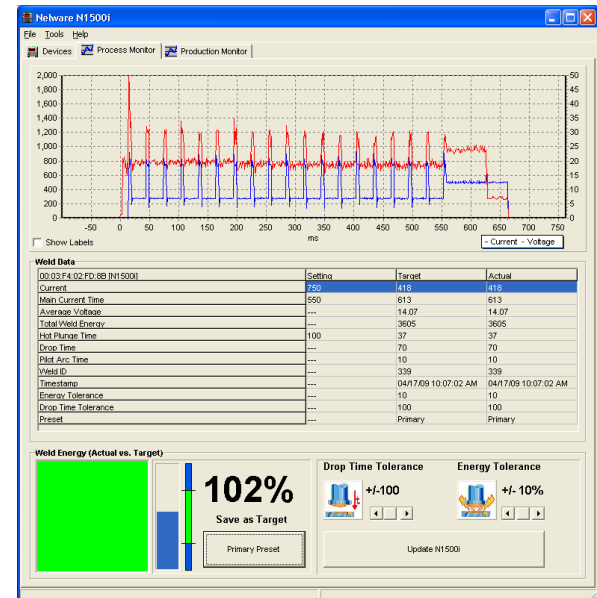 Nelware N1500i
File Tools Help
Devices Process Monitor Production Monitor
2,000 50
1,800 45
1,600 40
1,400 35
1,200 30
1,000 25
800 20
600 15
400 10
200 5
0 0
-50 0 50 100 150 200 250 300 350 400 450 500 550 600 650 700 750
ms
Show Labels - Current - Voltage
Weld Data
00:03:F4:02:FD:8B [N1500i] Setting Target Actual
Current 750 418 418
Main Current Time 550 613 613
Average Voltage --- 14.07 14.07
Total Weld Energy --- 3605 3605
Hot Plunge Time 100 37 37
Drop Time --- 70 70
Pilot Arc Time --- 10 10
Weld ID --- 339 339
Timestamp --- 04/17/09 10:07:02 AM 04/17/09 10:07:02 AM
Energy Tolerance --- 10 10
Drop Time Tolerance --- 100 100
Preset --- Primary Primary
Weld Energy (Actual vs. Target)
102%
Save as Target
Primary Preset
Drop Time Tolerance Energy Tolerance
t +/-100 +/- 10%
Update N1500i